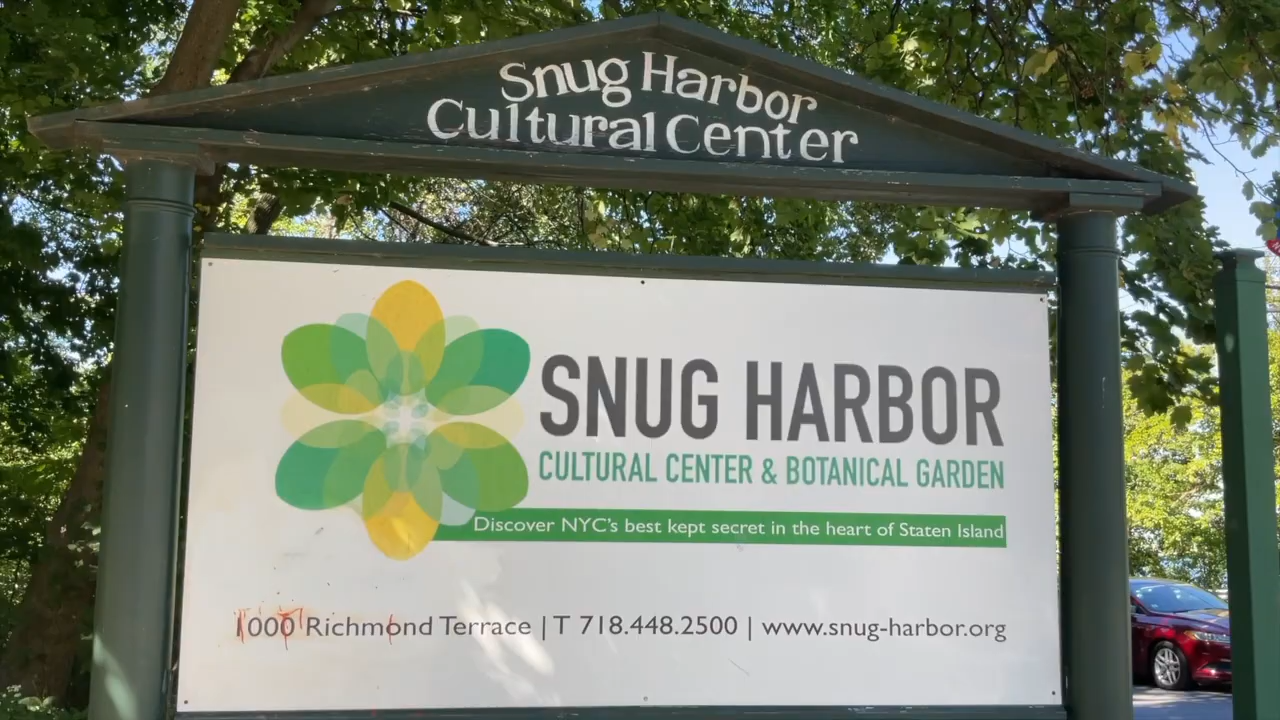 Snug Harbor
Cultural Center
SNUG HARBOR
CULTURAL CENTER & BOTANICAL GARDEN
Discover NYC's best kept secret in the heart of Staten Island
1000 Richmond Terrace | T 718.448.2500 | www.snug-harbor.org